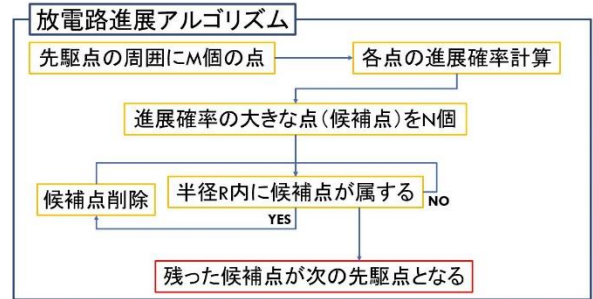 放電路進展アルゴリズム
先駆点の周囲にM個の点
各点の進展確率計算
進展確率の大きな点(候補点)をN個
候補点削除
半径R内に候補点が属する
NO
YES
残った候補点が次の先駆点となる